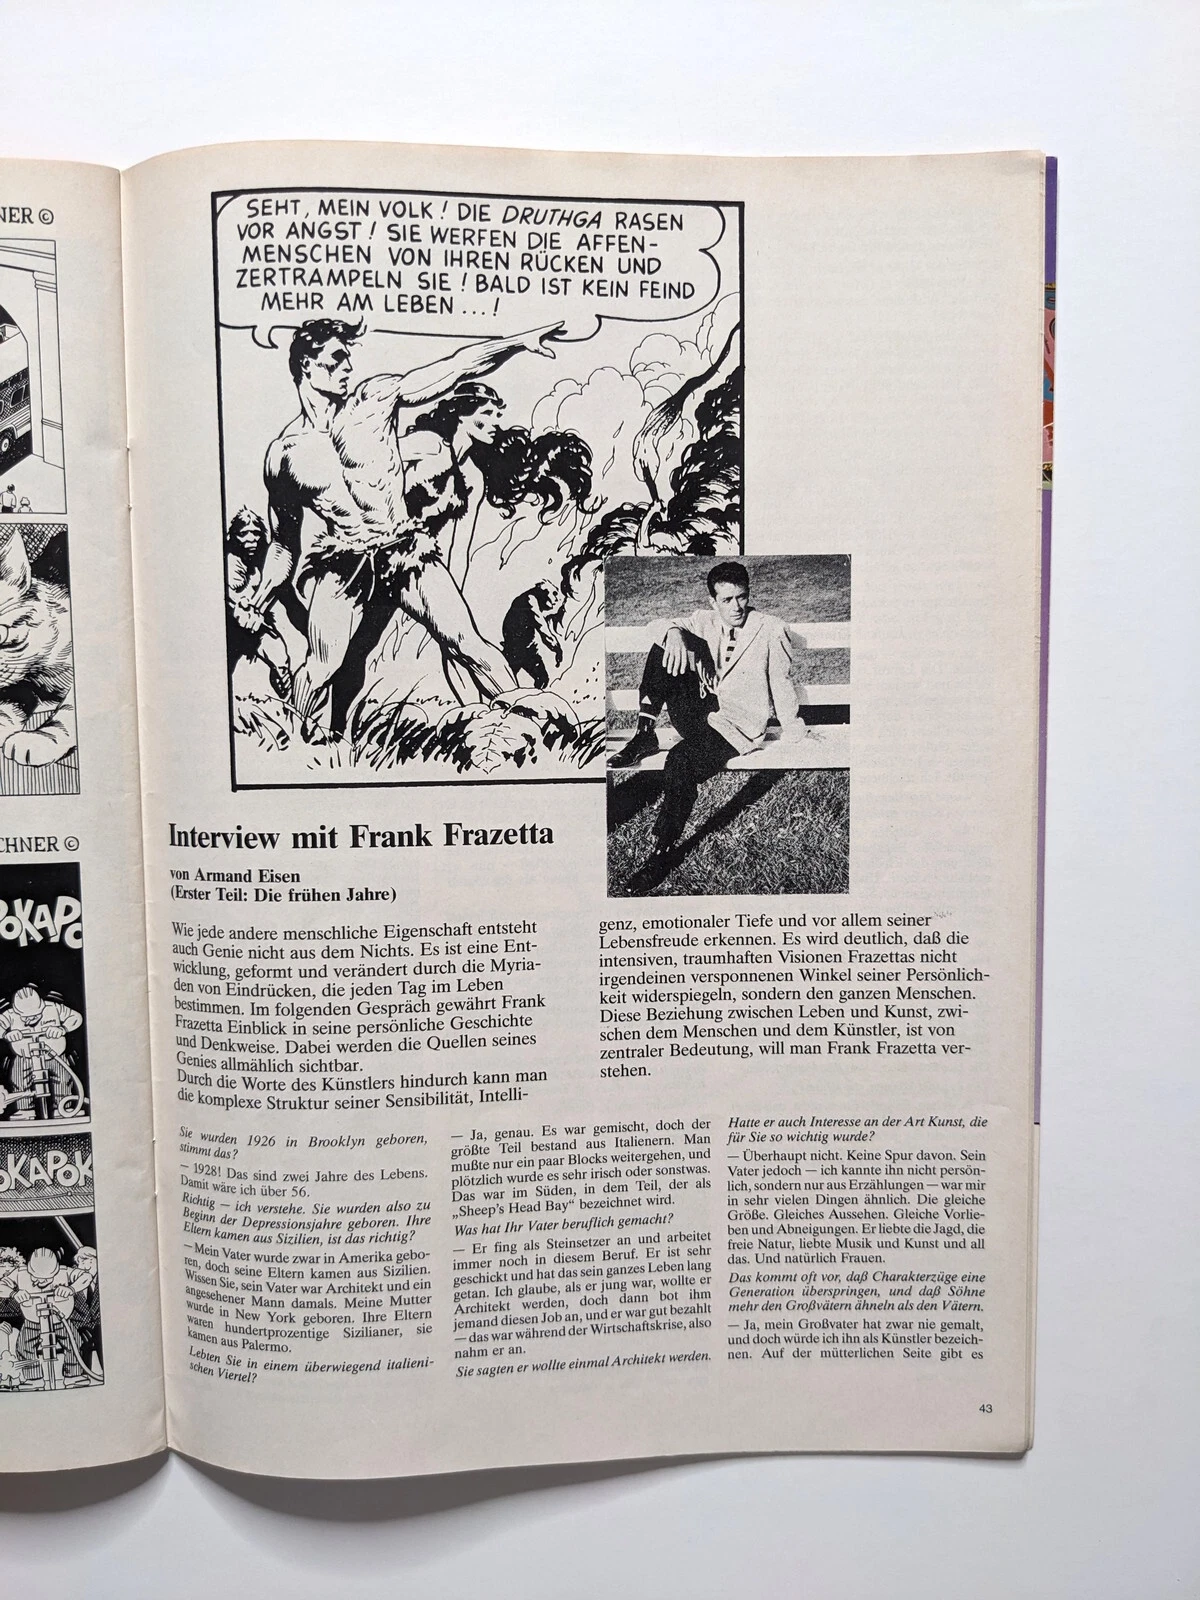 NER ©
CHNER ©
POKAPO
OKAPOK
SEHT, MEIN VOLK! DIE DRUTHGA RASEN
VOR ANGST! SIE WERFEN DIE AFFEN-
MENSCHEN VON IHREN RÜCKEN UND
ZERTRAMPELN SIE! BALD IST KEIN FEIND
MEHR AM LEBEN...!
Interview mit Frank Frazetta
von Armand Eisen
(Erster Teil: Die frühen Jahre)
Wie jede andere menschliche Eigenschaft entsteht
auch Genie nicht aus dem Nichts. Es ist eine Ent-
wicklung, geformt und verändert durch die Myria-
den von Eindrücken, die jeden Tag im Leben
bestimmen. Im folgenden Gespräch gewährt Frank
Frazetta Einblick in seine persönliche Geschichte
und Denkweise. Dabei werden die Quellen seines
Genies allmählich sichtbar.
Durch die Worte des Künstlers hindurch kann man
die komplexe Struktur seiner Sensibilität, Intelli-
genz, emotionaler Tiefe und vor allem seiner
Lebensfreude erkennen. Es wird deutlich, daß die
intensiven, traumhaften Visionen Frazettas nicht
irgendeinen versponnenen Winkel seiner Persönlich-
keit widerspiegeln, sondern den ganzen Menschen.
Diese Beziehung zwischen Leben und Kunst, zwi-
schen dem Menschen und dem Künstler, ist von
zentraler Bedeutung, will man Frank Frazetta ver-
stehen.
Sie wurden 1926 in Brooklyn geboren,
stimmt das?
— 1928! Das sind zwei Jahre des Lebens.
Damit wäre ich über 56.
Richtig — ich verstehe. Sie wurden also zu
Beginn der Depressionsjahre geboren. Ihre
Eltern kamen aus Sizilien, ist das richtig?
— Mein Vater wurde zwar in Amerika gebo-
ren, doch seine Eltern kamen aus Sizilien.
Wissen Sie, sein Vater war Architekt und ein
angesehener Mann damals. Meine Mutter
wurde in New York geboren. Ihre Eltern
waren hundertprozentige Sizilianer, sie
kamen aus Palermo.
Lebten Sie in einem überwiegend italieni-
schen Viertel?
— Ja, genau. Es war gemischt, doch der
größte Teil bestand aus Italienern. Man
mußte nur ein paar Blocks weitergehen, und
plötzlich wurde es sehr irisch oder sonstwas.
Das war im Süden, in dem Teil, der als
„Sheep's Head Bay“ bezeichnet wird.
Was hat Ihr Vater beruflich gemacht?
— Er fing als Steinsetzer an und arbeitet
immer noch in diesem Beruf. Er ist sehr
geschickt und hat das sein ganzes Leben lang
getan. Ich glaube, als er jung war, wollte er
Architekt werden, doch dann bot ihm
jemand diesen Job an, und er war gut bezahlt
— das war während der Wirtschaftskrise, also
nahm er an.
Sie sagten er wollte einmal Architekt werden.
Hatte er auch Interesse an der Art Kunst, die
für Sie so wichtig wurde?
— Überhaupt nicht. Keine Spur davon. Sein
Vater jedoch — ich kannte ihn nicht persön-
lich, sondern nur aus Erzählungen — war mir
in sehr vielen Dingen ähnlich. Die gleiche
Größe. Gleiches Aussehen. Gleiche Vorlie-
ben und Abneigungen. Er liebte die Jagd, die
freie Natur, liebte Musik und Kunst und all
das. Und natürlich Frauen.
Das kommt oft vor, daß Charakterzüge eine
Generation überspringen, und daß Söhne
mehr den Großvätern ähneln als den Vätern.
— Ja, mein Großvater hat zwar nie gemalt,
und doch würde ich ihn als Künstler bezeich-
nen. Auf der mütterlichen Seite gibt es
43